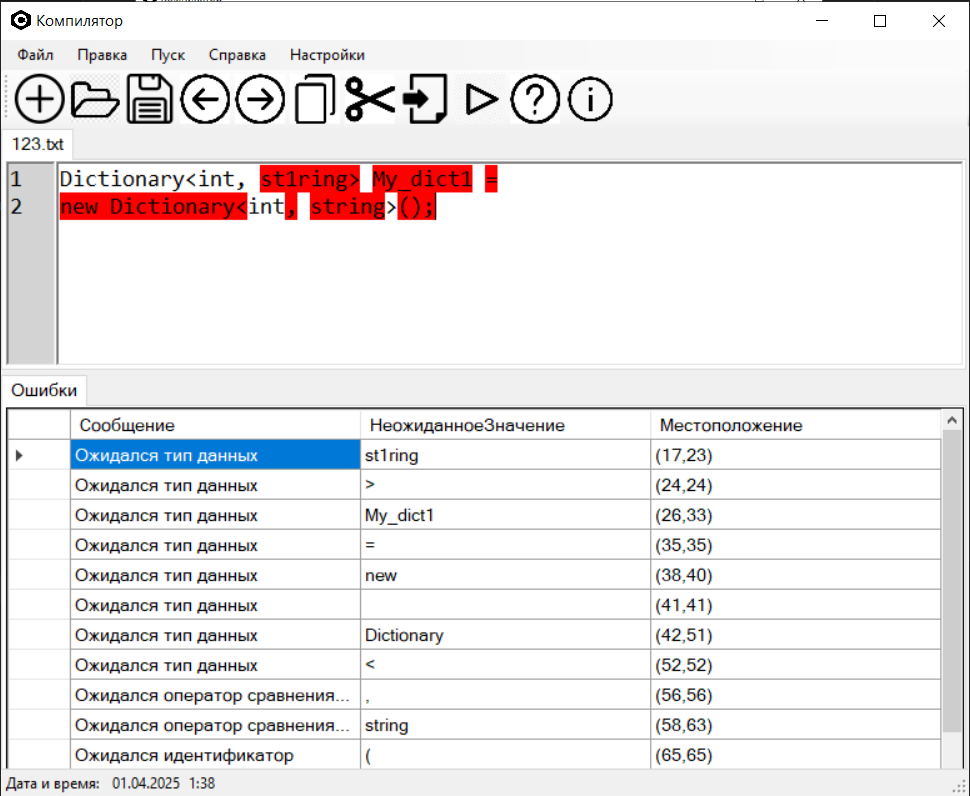 Компилятор
Файл Правка Пуск Справка Настройки
123.txt
1 Dictionary<int, st1ring> My_dict1 =
2 new Dictionary<int, string>();
Ошибки
Сообщение НеожиданноеЗначение Местоположение
Ожидался тип данных st1ring (17,23)
Ожидался тип данных > (24,24)
Ожидался тип данных My_dict1 (26,33)
Ожидался тип данных = (35,35)
Ожидался тип данных new (38,40)
Ожидался тип данных (41,41)
Ожидался тип данных Dictionary (42,51)
Ожидался тип данных < (52,52)
Ожидался оператор сравнения... , (56,56)
Ожидался оператор сравнения... string (58,63)
Ожидался идентификатор ( (65,65)
Дата и время: 01.04.2025 1:38